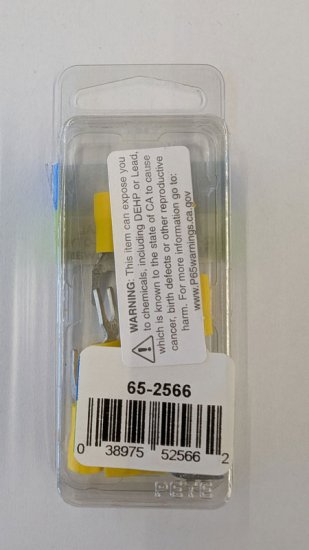 WARNING: This item can expose you
to chemicals, including DEHP or Lead,
which is known to the state of CA to cause
cancer, birth defects or other reproductive
harm. For more information go to:
www.P65warnings.ca.gov
65-2566
0 38975 52566 2